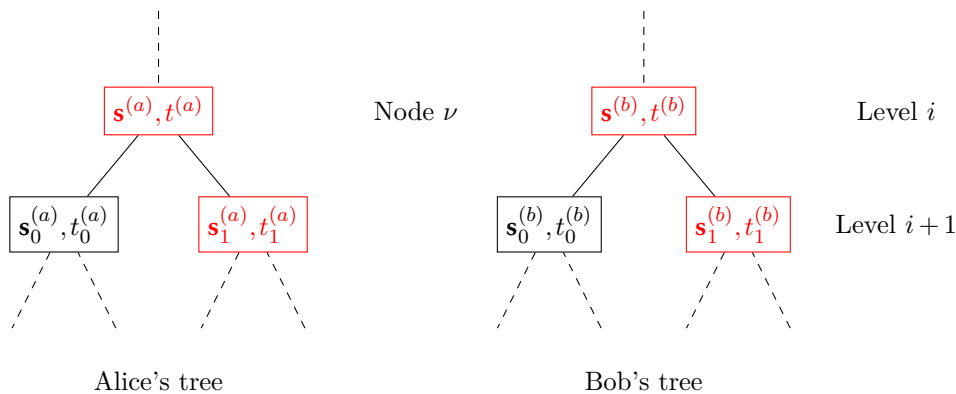 𝐬^{(a)}, t^{(a)} Node ν 𝐬^{(b)}, t^{(b)} Level i
𝐬_0^{(a)}, t_0^{(a)} 𝐬_1^{(a)}, t_1^{(a)} 𝐬_0^{(b)}, t_0^{(b)} 𝐬_1^{(b)}, t_1^{(b)} Level i + 1
Alice's tree Bob's tree